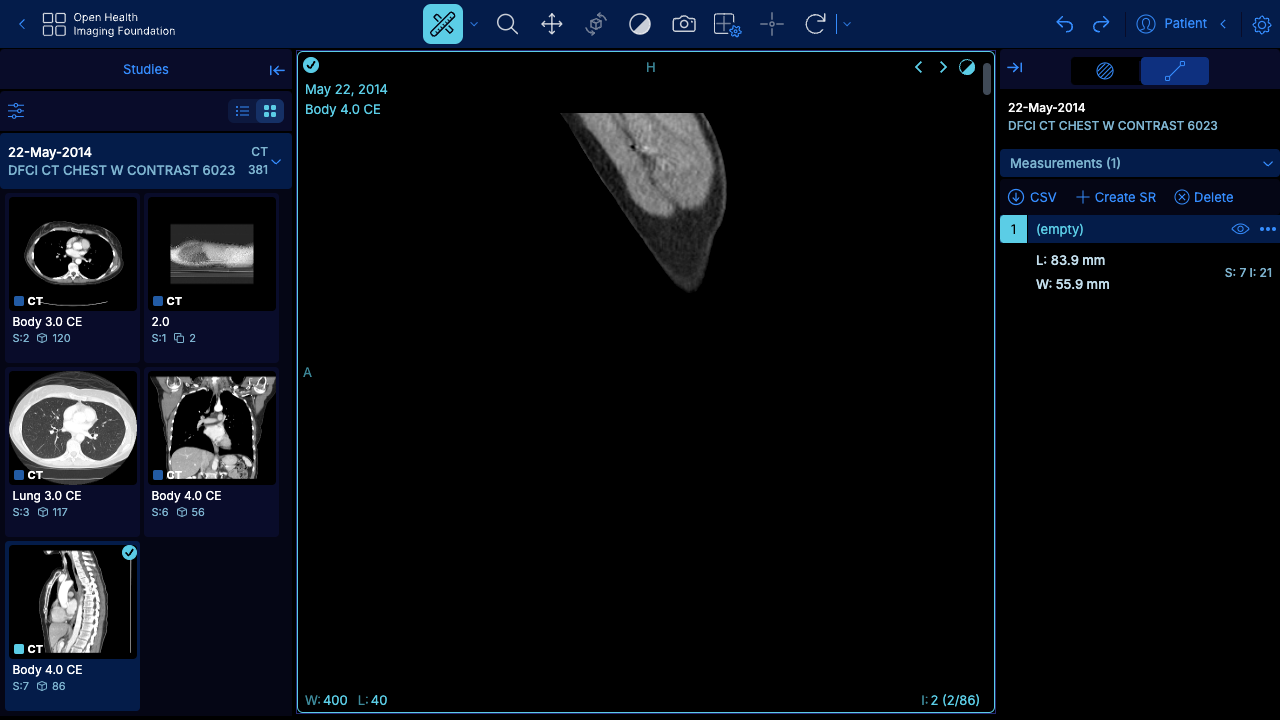 Open Health
Imaging Foundation
Patient
Studies
22-May-2014
CT
DFCI CT CHEST W CONTRAST 6023
381
CT
Body 3.0 CE
S:2 120
CT
2.0
S:1 2
CT
Lung 3.0 CE
S:3 117
CT
Body 4.0 CE
S:6 56
CT
Body 4.0 CE
S:7 86
H
May 22, 2014
Body 4.0 CE
A
W: 400 L: 40
I: 2 (2/86)
22-May-2014
DFCI CT CHEST W CONTRAST 6023
Measurements (1)
CSV Create SR Delete
1 (empty)
L: 83.9 mm
S: 7 I: 21
W: 55.9 mm